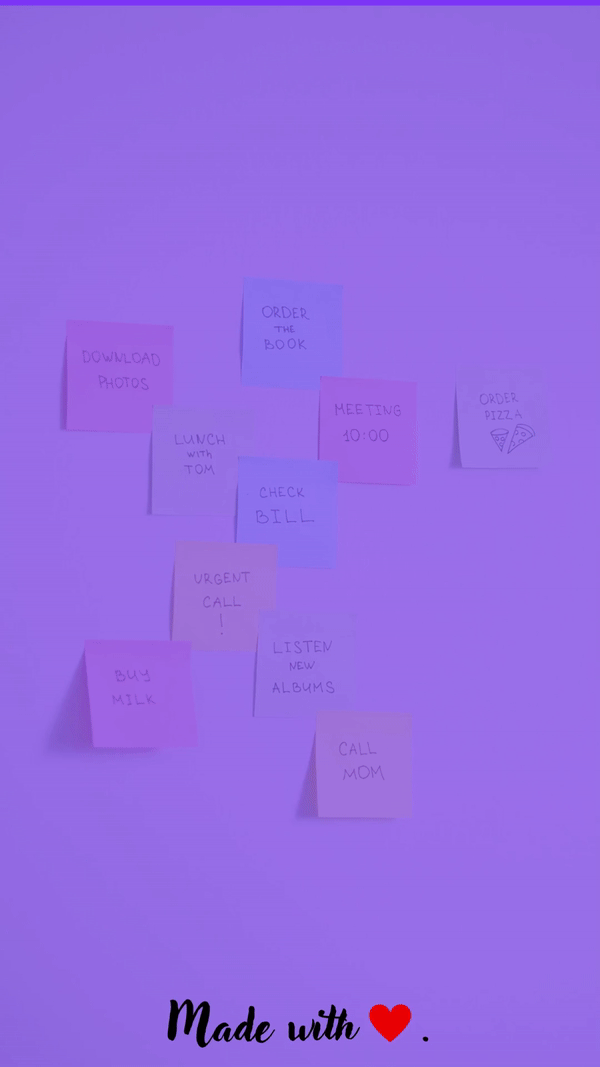 ORDER
THE
BOOK
DOWNLOAD
PHOTOS
MEETING
10:00
ORDER
PIZZA
LUNCH
WITH
TOM
CHECK
BILL
URGENT
CALL
!
LISTEN
NEW
ALBUMS
BUY
MILK
CALL
MOM
Made with ❤.